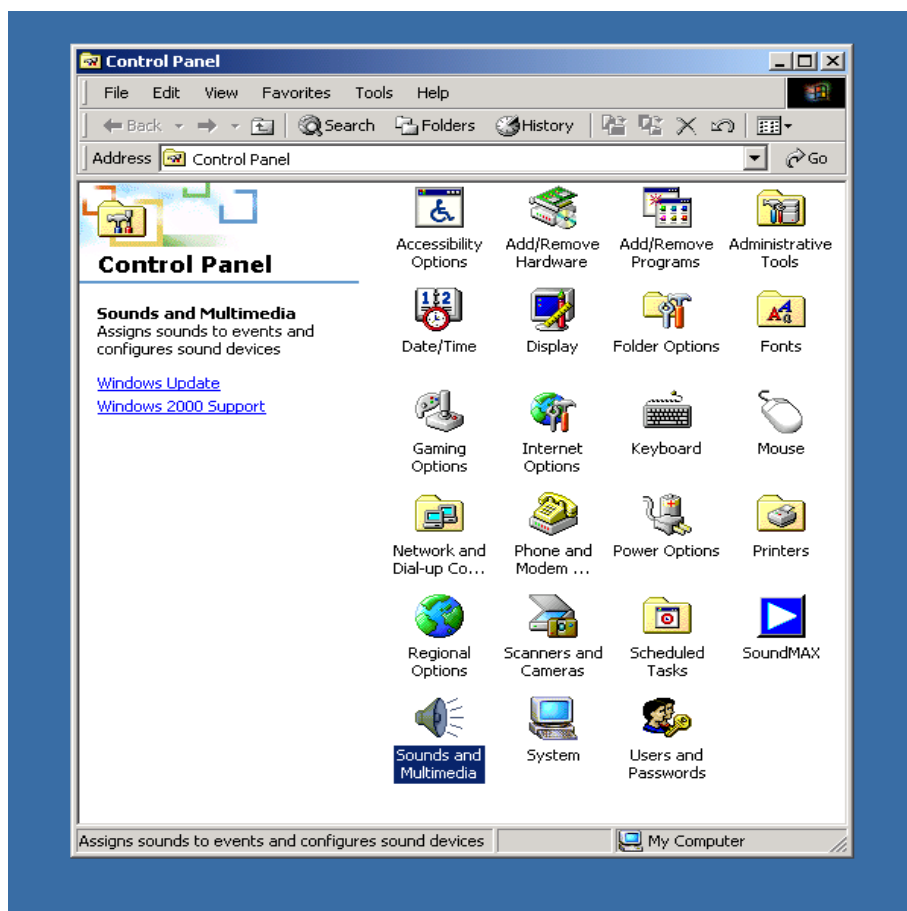 Control Panel
File Edit View Favorites Tools Help
Back Search Folders History
Address Control Panel Go
Control Panel
Sounds and Multimedia
Assigns sounds to events and
configures sound devices
Windows Update
Windows 2000 Support
Accessibility
Options
Add/Remove
Hardware
Add/Remove
Programs
Administrative
Tools
Date/Time
Display
Folder Options
Fonts
Gaming
Options
Internet
Options
Keyboard
Mouse
Network and
Dial-up Co...
Phone and
Modem ...
Power Options
Printers
Regional
Options
Scanners and
Cameras
Scheduled
Tasks
SoundMAX
Sounds and
Multimedia
System
Users and
Passwords
Assigns sounds to events and configures sound devices My Computer